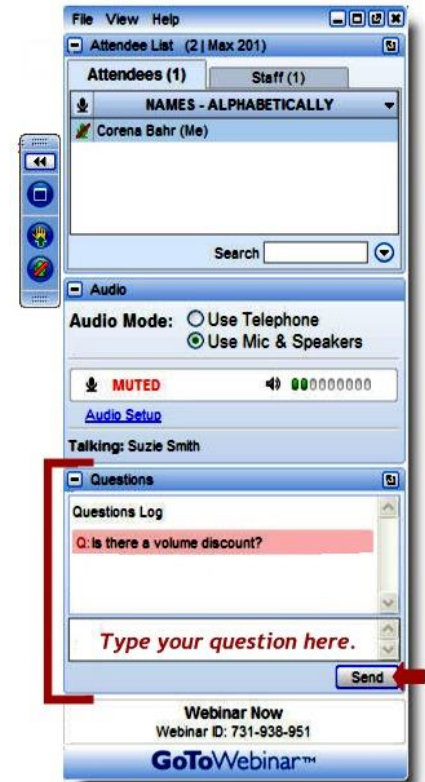 File View Help
Attendee List (2 | Max 201)
Attendees (1) Staff (1)
NAMES - ALPHABETICALLY
Corena Bahr (Me)
Search
Audio
Audio Mode: Use Telephone
Use Mic & Speakers
MUTED
Audio Setup
Talking: Suzie Smith
Questions
Questions Log
Q: Is there a volume discount?
Type your question here.
Send
Webinar Now
Webinar ID: 731-938-951
GoToWebinar™